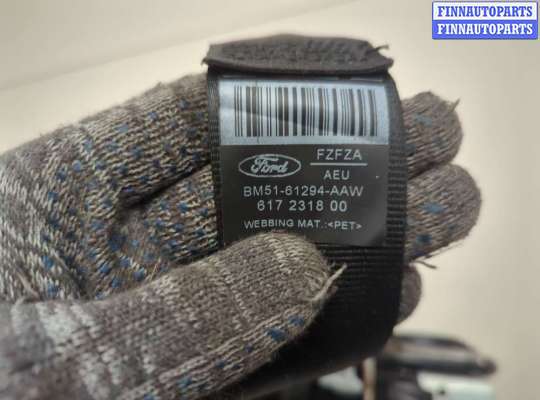 FINNAUTOPARTS
FINNAUTOPARTS
Ford
FZFZA
AEU
BM51-61294-AAW
617 2318 00
WEBBING MAT.:<PET>